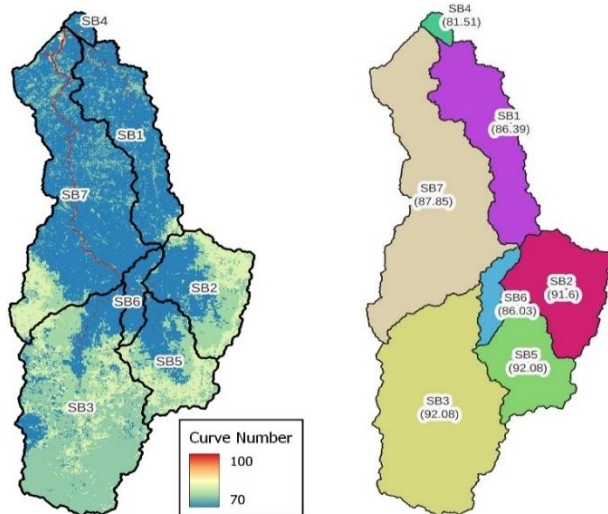 SB4
SB1
SB7
SB6
SB2
SB5
SB3
Curve Number
100
70
SB4
(81.51)
SB1
(86.39)
SB7
(87.85)
SB2
(91.6)
SB6
(86.03)
SB5
(92.08)
SB3
(92.08)